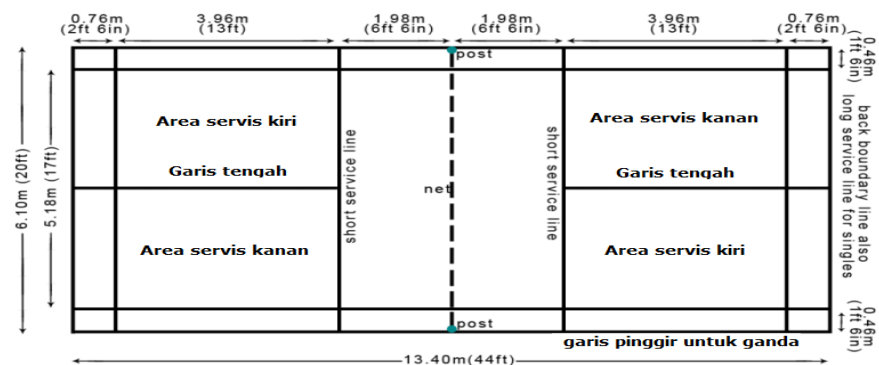 0.76m 3.96m 1.98m 1.98m 3.96m 0.76m
(2ft 6in) (13ft) (6ft 6in) (6ft 6in) (13ft) (2ft 6in)
0.46m
(1ft 6in)
post
Area servis kiri
Area servis kanan
Garis tengah
Garis tengah
short service line
short service line
net
6.10m (20ft)
5.18m (17ft)
back boundary line also
long service line for singles
Area servis kanan
Area servis kiri
post
0.46m
(1ft 6in)
garis pinggir untuk ganda
13.40m(44ft)